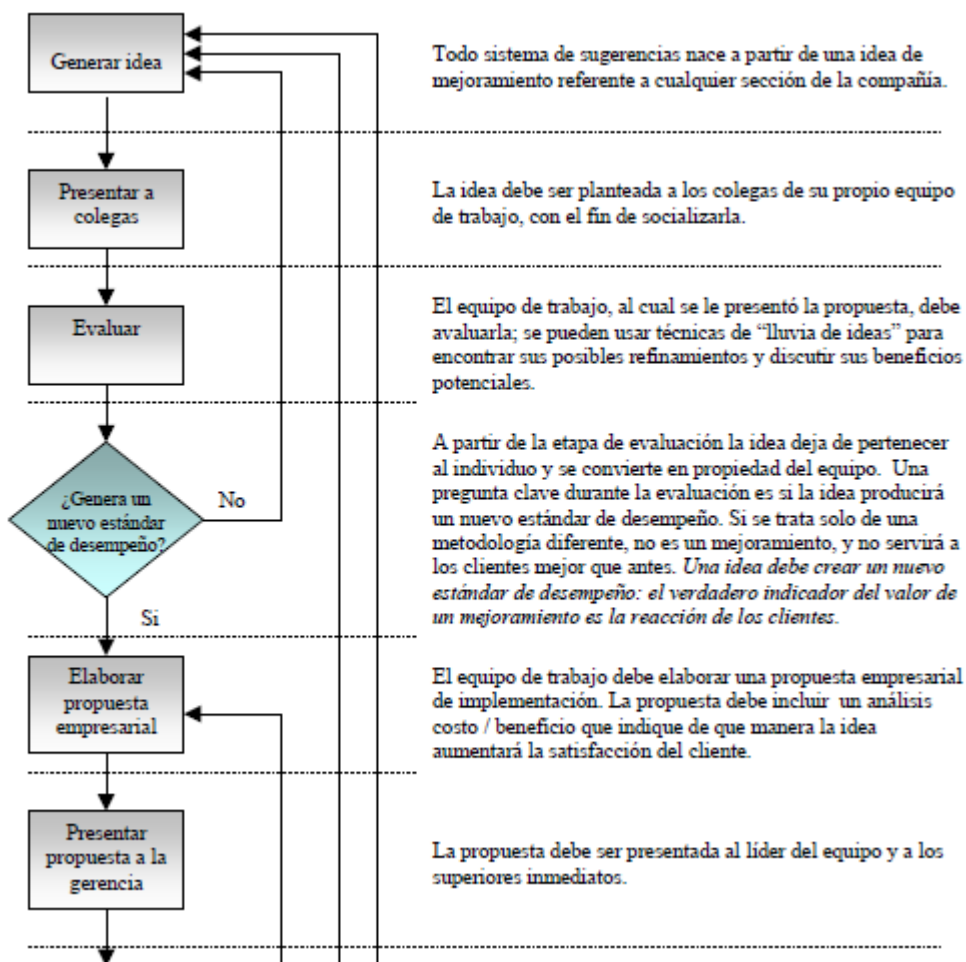 Generar idea
Todo sistema de sugerencias nace a partir de una idea de
mejoramiento referente a cualquier sección de la compañía.
Presentar a
colegas
La idea debe ser planteada a los colegas de su propio equipo
de trabajo, con el fin de socializarla.
Evaluar
El equipo de trabajo, al cual se le presentó la propuesta, debe
avaluarla; se pueden usar técnicas de “lluvia de ideas” para
encontrar sus posibles refinamientos y discutir sus beneficios
potenciales.
¿Genera un
nuevo estándar
de desempeño?
No
Si
A partir de la etapa de evaluación la idea deja de pertenecer
al individuo y se convierte en propiedad del equipo. Una
pregunta clave durante la evaluación es si la idea producirá
un nuevo estándar de desempeño. Si se trata solo de una
metodología diferente, no es un mejoramiento, y no servirá a
los clientes mejor que antes. Una idea debe crear un nuevo
estándar de desempeño: el verdadero indicador del valor de
un mejoramiento es la reacción de los clientes.
Elaborar
propuesta
empresarial
El equipo de trabajo debe elaborar una propuesta empresarial
de implementación. La propuesta debe incluir un análisis
costo / beneficio que indique de que manera la idea
aumentará la satisfacción del cliente.
Presentar
propuesta a la
gerencia
La propuesta debe ser presentada al líder del equipo y a los
superiores inmediatos.